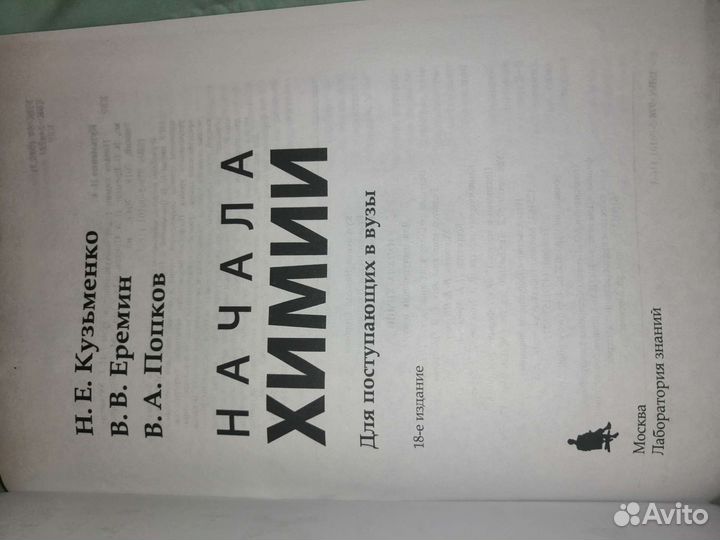 Н. Е. Кузьменко
В. В. Еремин
В. А. Попков
НАЧАЛА
ХИМИИ
Для поступающих в вузы
18-е издание
Москва
Лаборатория знаний
Avito